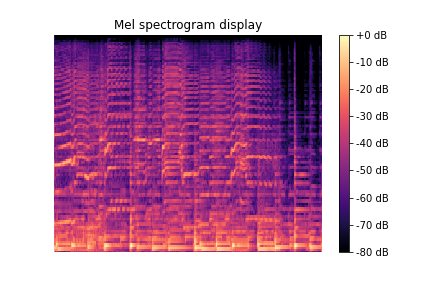 Mel spectrogram display
+0 dB
-10 dB
-20 dB
-30 dB
-40 dB
-50 dB
-60 dB
-70 dB
-80 dB